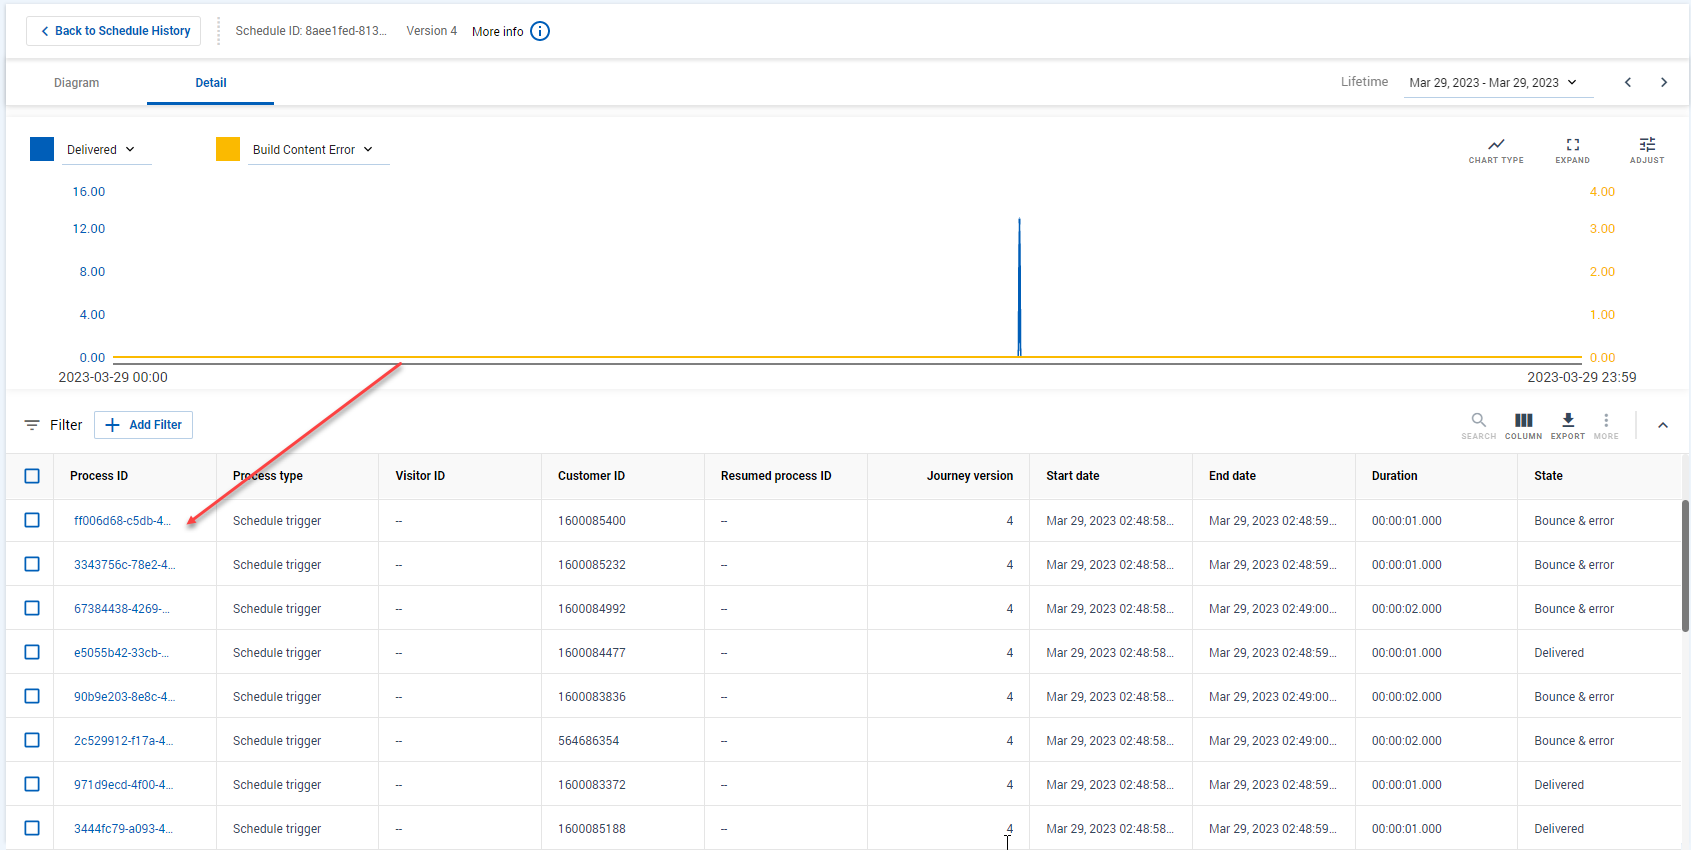 Back to Schedule History Schedule ID: 8aee1fed-813... Version 4 More info
Diagram Detail Lifetime Mar 29, 2023 - Mar 29, 2023
Delivered Build Content Error CHART TYPE EXPAND ADJUST
16.00 4.00
12.00 3.00
8.00 2.00
4.00 1.00
0.00 0.00
2023-03-29 00:00 2023-03-29 23:59
Filter Add Filter SEARCH COLUMN EXPORT MORE
Process ID Process type Visitor ID Customer ID Resumed process ID Journey version Start date End date Duration State
ff006d68-c5db-4... Schedule trigger -- 1600085400 -- 4 Mar 29, 2023 02:48:58... Mar 29, 2023 02:48:59... 00:00:01.000 Bounce & error
3343756c-78e2-4... Schedule trigger -- 1600085232 -- 4 Mar 29, 2023 02:48:58... Mar 29, 2023 02:48:59... 00:00:01.000 Bounce & error
67384438-4269-... Schedule trigger -- 1600084992 -- 4 Mar 29, 2023 02:48:58... Mar 29, 2023 02:49:00... 00:00:02.000 Bounce & error
e5055b42-33cb-... Schedule trigger -- 1600084477 -- 4 Mar 29, 2023 02:48:58... Mar 29, 2023 02:48:59... 00:00:01.000 Delivered
90b9e203-8e8c-4... Schedule trigger -- 1600083836 -- 4 Mar 29, 2023 02:48:58... Mar 29, 2023 02:49:00... 00:00:02.000 Bounce & error
2c529912-f17a-4... Schedule trigger -- 564686354 -- 4 Mar 29, 2023 02:48:58... Mar 29, 2023 02:49:00... 00:00:02.000 Bounce & error
971d9ecd-4f00-4... Schedule trigger -- 1600083372 -- 4 Mar 29, 2023 02:48:58... Mar 29, 2023 02:48:59... 00:00:01.000 Delivered
3444fc79-a093-4... Schedule trigger -- 1600085188 -- 4 Mar 29, 2023 02:48:58... Mar 29, 2023 02:48:59... 00:00:01.000 Delivered